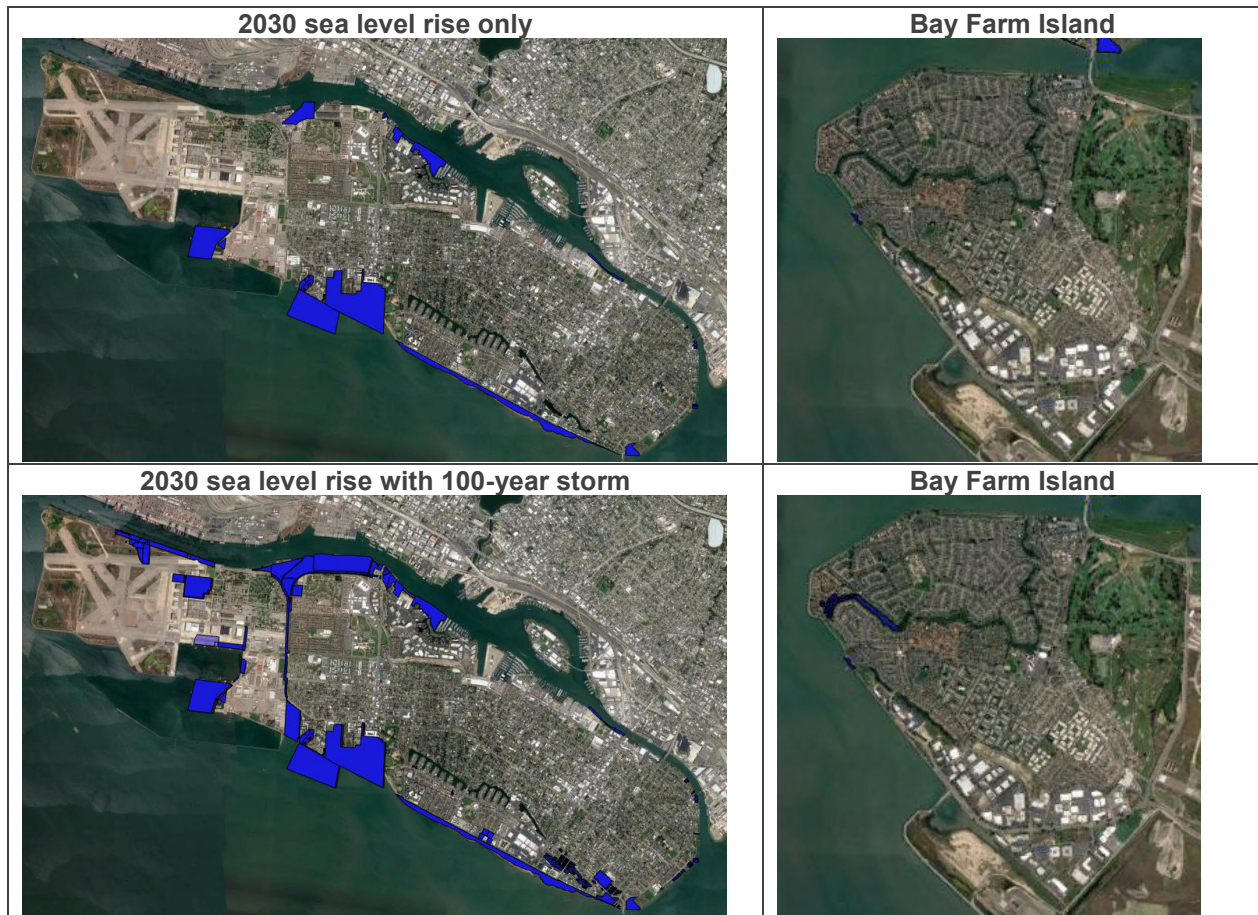 2030 sea level rise only
Bay Farm Island
2030 sea level rise with 100-year storm
Bay Farm Island